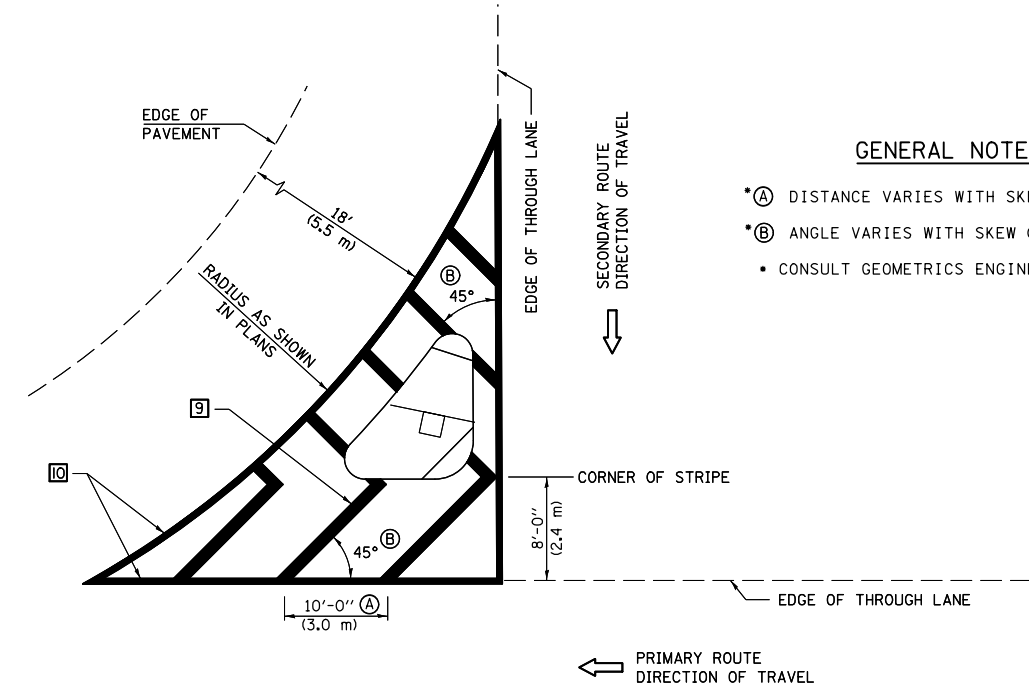 EDGE OF
PAVEMENT
18'
(5.5 m)
RADIUS AS SHOWN
IN PLANS
9
10
B
45°
EDGE OF THROUGH LANE
SECONDARY ROUTE
DIRECTION OF TRAVEL
GENERAL NOTE
*A DISTANCE VARIES WITH
*B ANGLE VARIES WITH SKEW
• CONSULT GEOMETRICS
CORNER OF STRIPE
8'-0"
(2.4 m)
45° B
10'-0" A
(3.0 m)
EDGE OF THROUGH LANE
PRIMARY ROUTE
DIRECTION OF TRAVEL